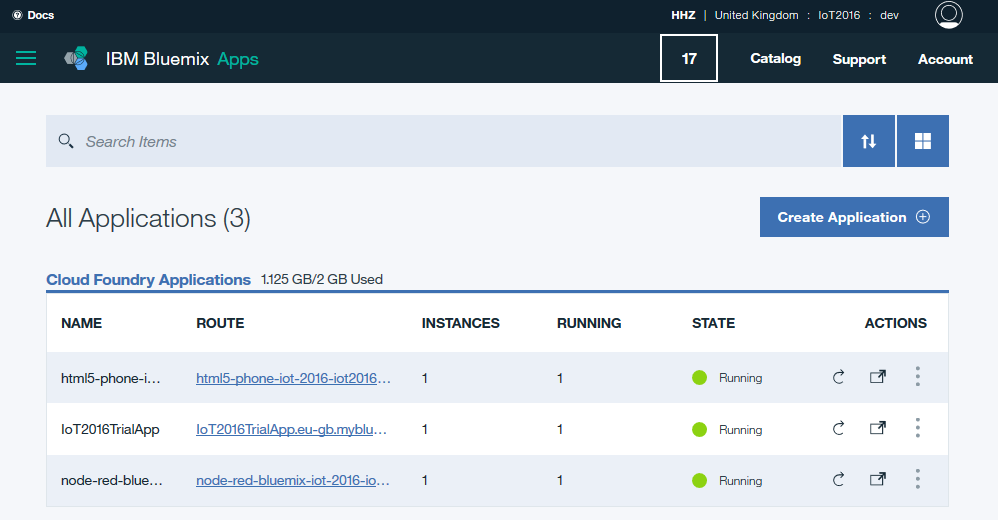 Docs HHZ | United Kingdom : IoT2016 : dev
IBM Bluemix Apps 17 Catalog Support Account
Search Items
All Applications (3) Create Application
Cloud Foundry Applications 1.125 GB/2 GB Used
NAME ROUTE INSTANCES RUNNING STATE ACTIONS
html5-phone-i... html5-phone-iot-2016-iot2016... 1 1 Running
IoT2016TrialApp IoT2016TrialApp.eu-gb.myblu... 1 1 Running
node-red-blue... node-red-bluemix-iot-2016-io... 1 1 Running